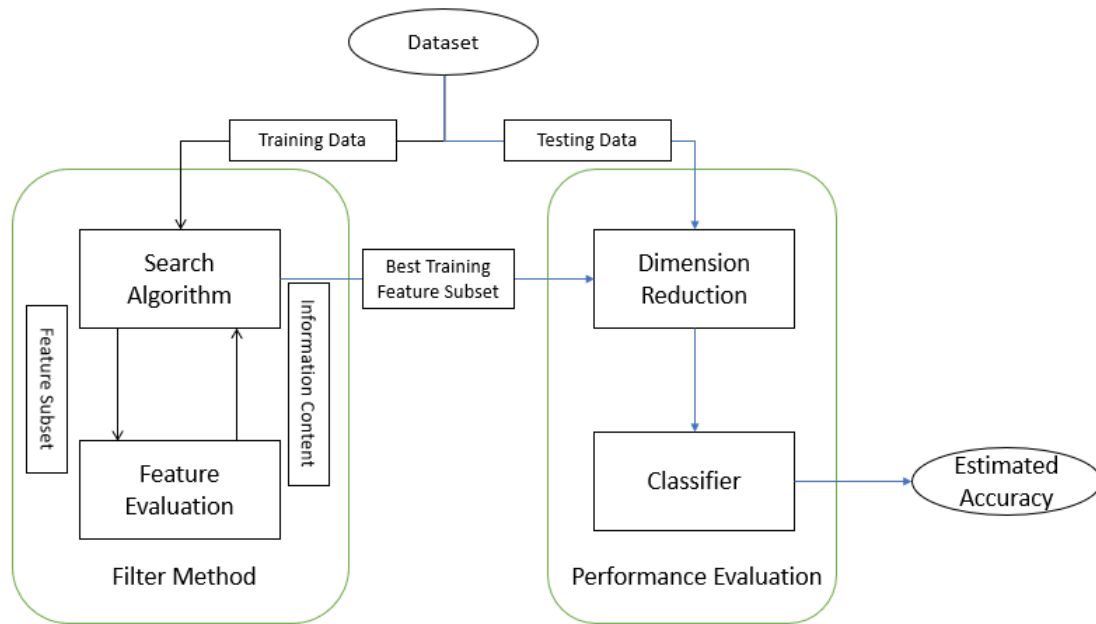 Dataset
Training Data
Testing Data
Search
Algorithm
Best Training
Feature Subset
Dimension
Reduction
Feature Subset
Information Content
Feature
Evaluation
Classifier
Estimated
Accuracy
Filter Method
Performance Evaluation